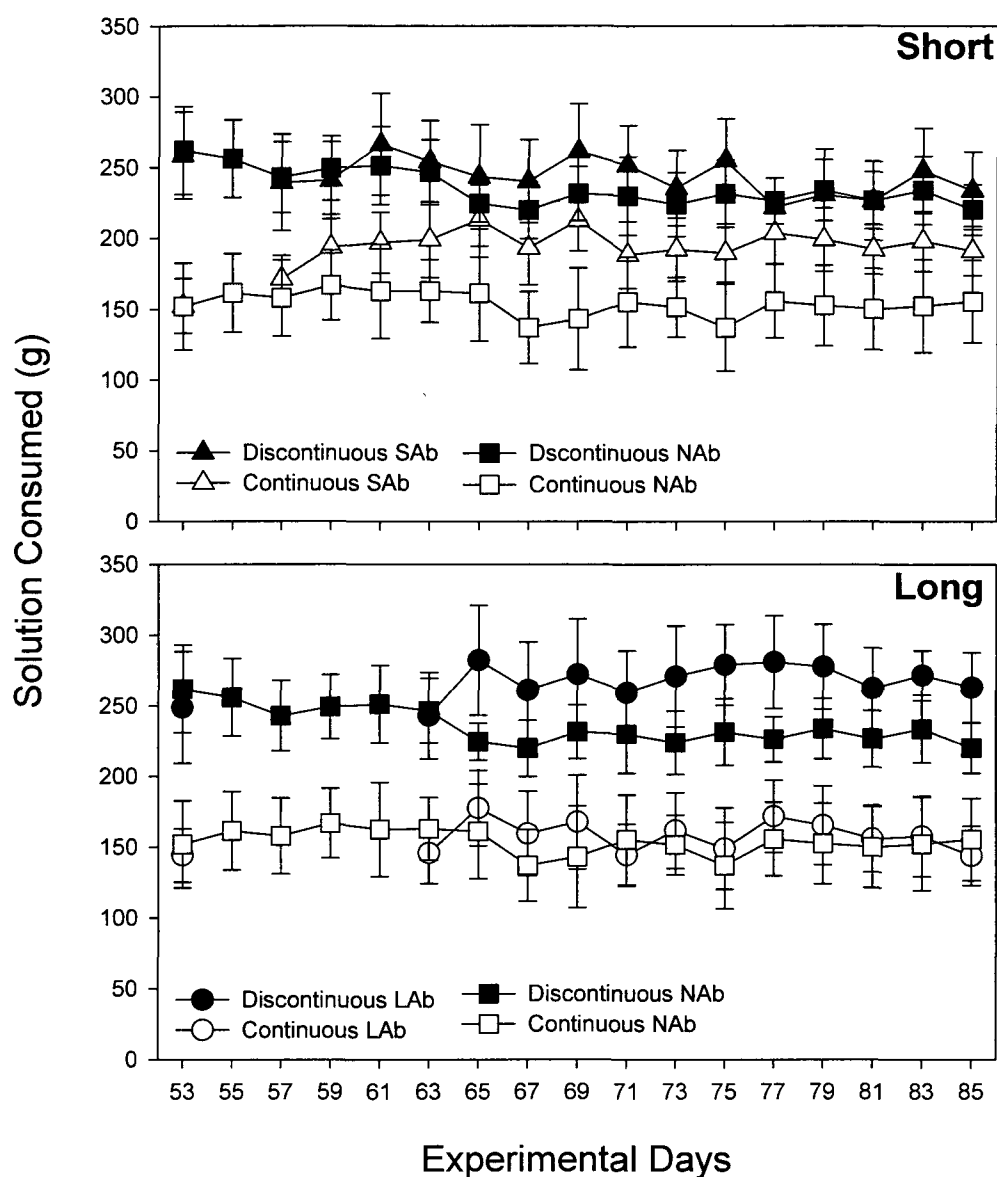 Short
350
300
250
200
150
100
50
0
Discontinuous SAb
Dscontinuous NAb
Continuous SAb
Continuous NAb
Solution Consumed (g)
Long
350
300
250
200
150
100
50
0
Discontinuous LAb
Discontinuous NAb
Continuous LAb
Continuous NAb
53 55 57 59 61 63 65 67 69 71 73 75 77 79 81 83 85
Experimental Days